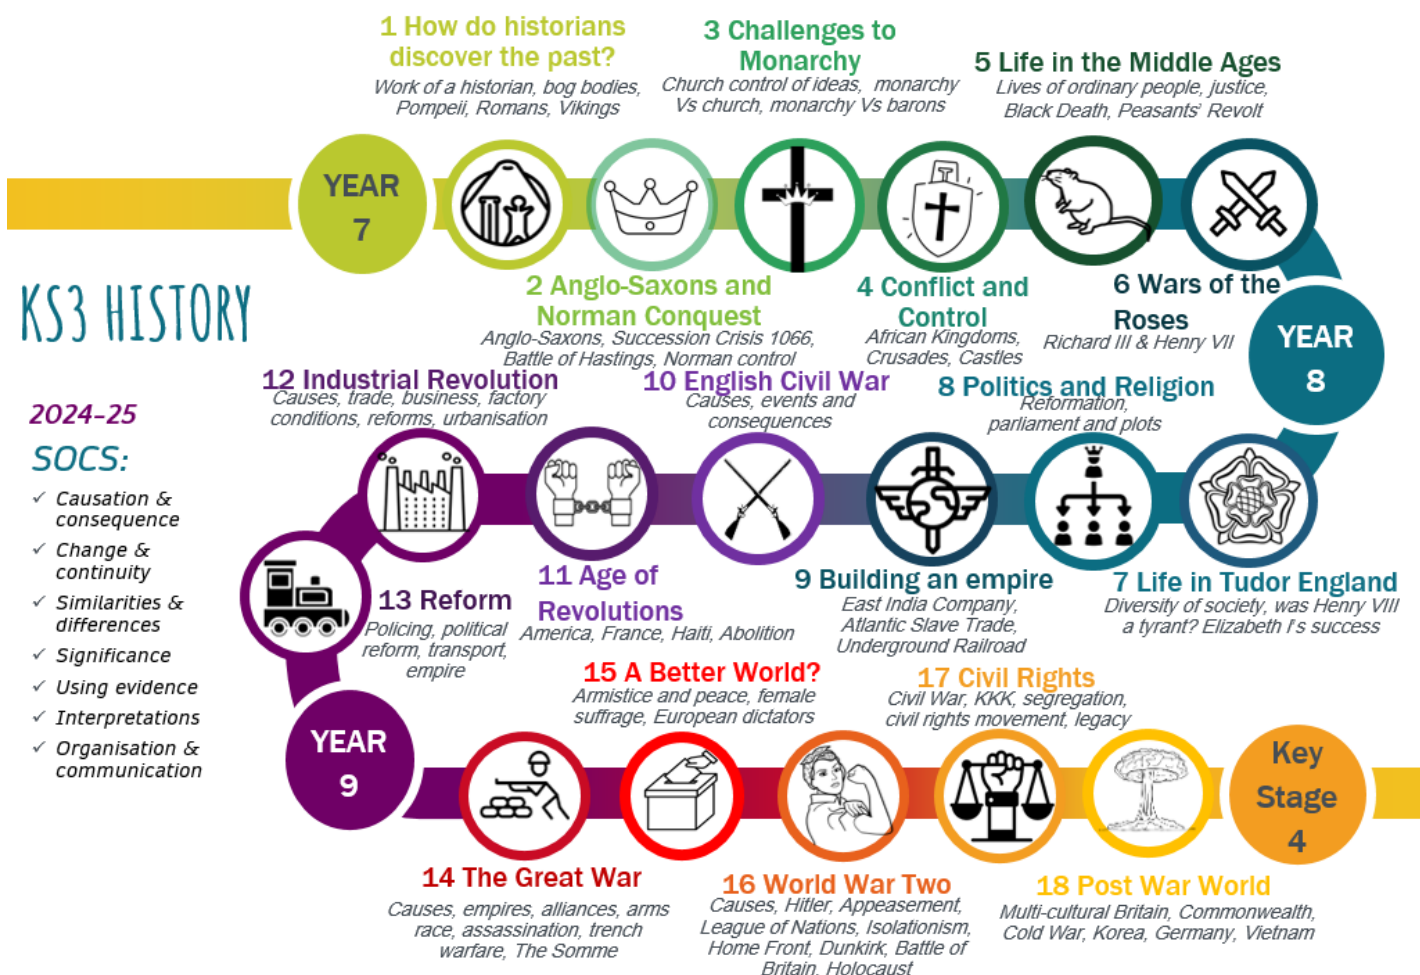 KS3 HISTORY
2024-25
SOCS:
✓ Causation &
consequence
✓ Change &
continuity
✓ Similarities &
differences
✓ Significance
✓ Using evidence
✓ Interpretations
✓ Organisation &
communication
YEAR
7
1 How do historians
discover the past?
Work of a historian, bog bodies,
Pompeii, Romans, Vikings
2 Anglo-Saxons and
Norman Conquest
Anglo-Saxons, Succession Crisis 1066,
Battle of Hastings, Norman control
3 Challenges to
Monarchy
Church control of ideas, monarchy
Vs church, monarchy Vs barons
4 Conflict and
Control
African Kingdoms,
Crusades, Castles
5 Life in the Middle Ages
Lives of ordinary people, justice,
Black Death, Peasants' Revolt
6 Wars of the
Roses
Richard III & Henry VII
YEAR
8
7 Life in Tudor England
Diversity of society, was Henry VIII
a tyrant? Elizabeth I's success
8 Politics and Religion
Reformation,
parliament and plots
9 Building an empire
East India Company,
Atlantic Slave Trade,
Underground Railroad
10 English Civil War
Causes, events and
consequences
11 Age of
Revolutions
America, France, Haiti, Abolition
12 Industrial Revolution
Causes, trade, business, factory
conditions, reforms, urbanisation
13 Reform
Policing, political
reform, transport,
empire
YEAR
9
14 The Great War
Causes, empires, alliances, arms
race, assassination, trench
warfare, The Somme
15 A Better World?
Armistice and peace, female
suffrage, European dictators
16 World War Two
Causes, Hitler, Appeasement,
League of Nations, Isolationism,
Home Front, Dunkirk, Battle of
Britain, Holocaust
17 Civil Rights
Civil War, KKK, segregation,
civil rights movement, legacy
18 Post War World
Multi-cultural Britain, Commonwealth,
Cold War, Korea, Germany, Vietnam
Key
Stage
4